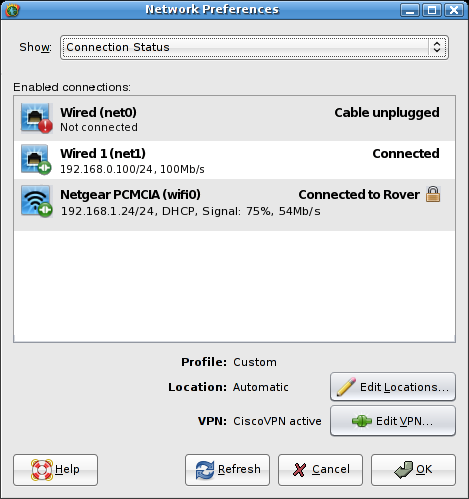 Network Preferences
Show: Connection Status
Enabled connections:
Wired (net0) Cable unplugged
Not connected
Wired 1 (net1) Connected
192.168.0.100/24, 100Mb/s
Netgear PCMCIA (wifi0) Connected to Rover
192.168.1.24/24, DHCP, Signal: 75%, 54Mb/s
Profile: Custom
Location: Automatic Edit Locations...
VPN: CiscoVPN active Edit VPN...
Help Refresh Cancel OK